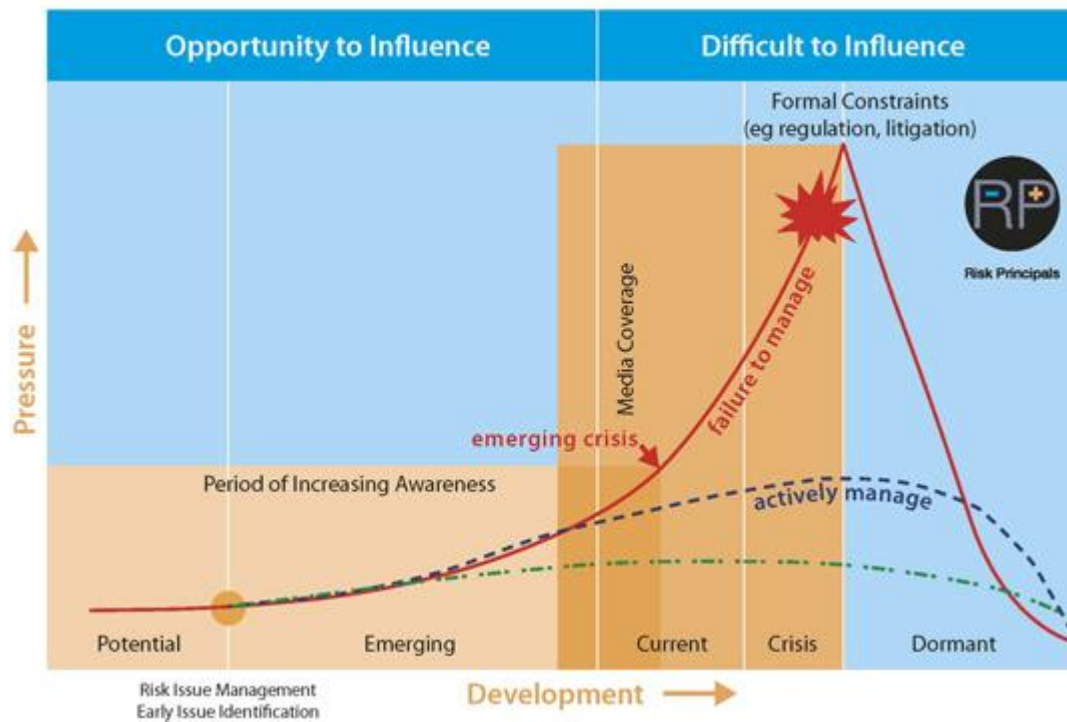 Opportunity to Influence
Difficult to Influence
Formal Constraints
(eg regulation, litigation)
RP
Risk Principals
Pressure
Media Coverage
failure to manage
emerging crisis
Period of Increasing Awareness
actively manage
Potential
Emerging
Current
Crisis
Dormant
Risk Issue Management
Early Issue Identification
Development